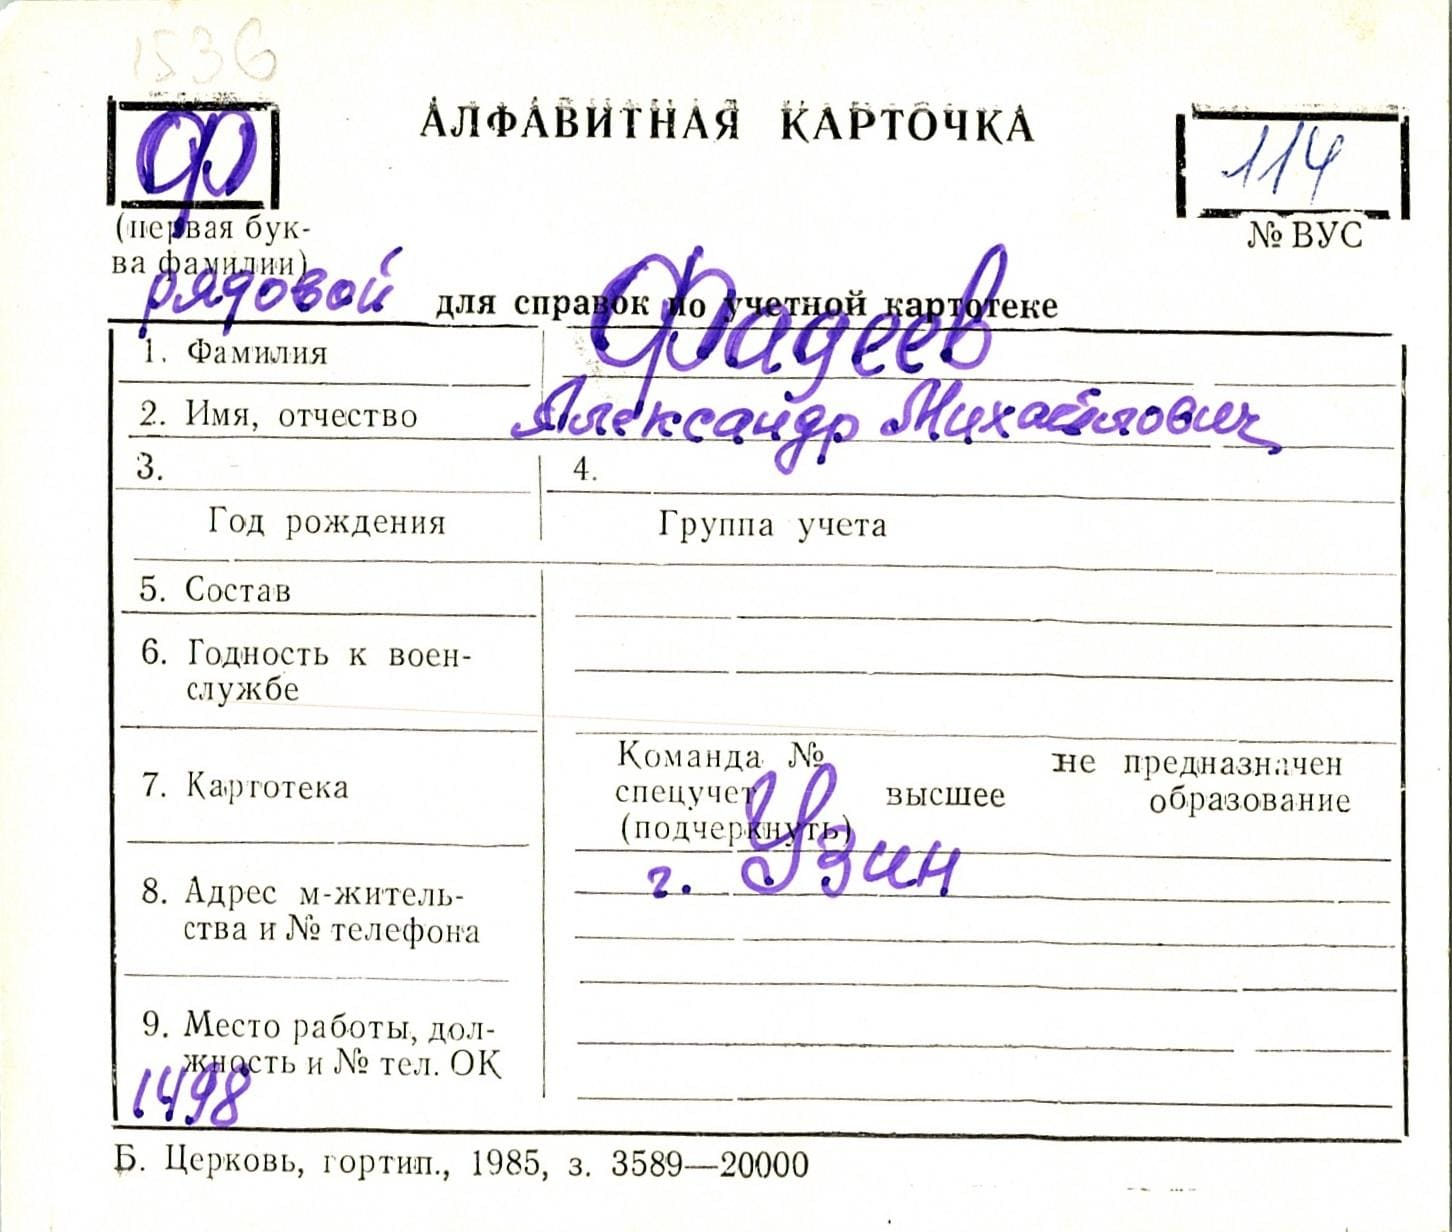 1536
Ф
АЛФАВИТНАЯ КАРТОЧКА
114
(первая бук-
ва фамилии)
№ ВУС
рядовой
для справок по учетной картотеке
1. Фамилия Фадеев
2. Имя, отчество Александр Михайлович
3. 4.
Год рождения Группа учета
5. Состав
6. Годность к воен-
службе
7. Картотека
Команда № не предназначен
спецучет высшее образование
(подчеркнуть)
г. Узин
8. Адрес м-житель-
ства и № телефона
9. Место работы, дол-
жность и № тел. ОК
1498
Б. Церковь, гортип., 1985, з. 3589—20000